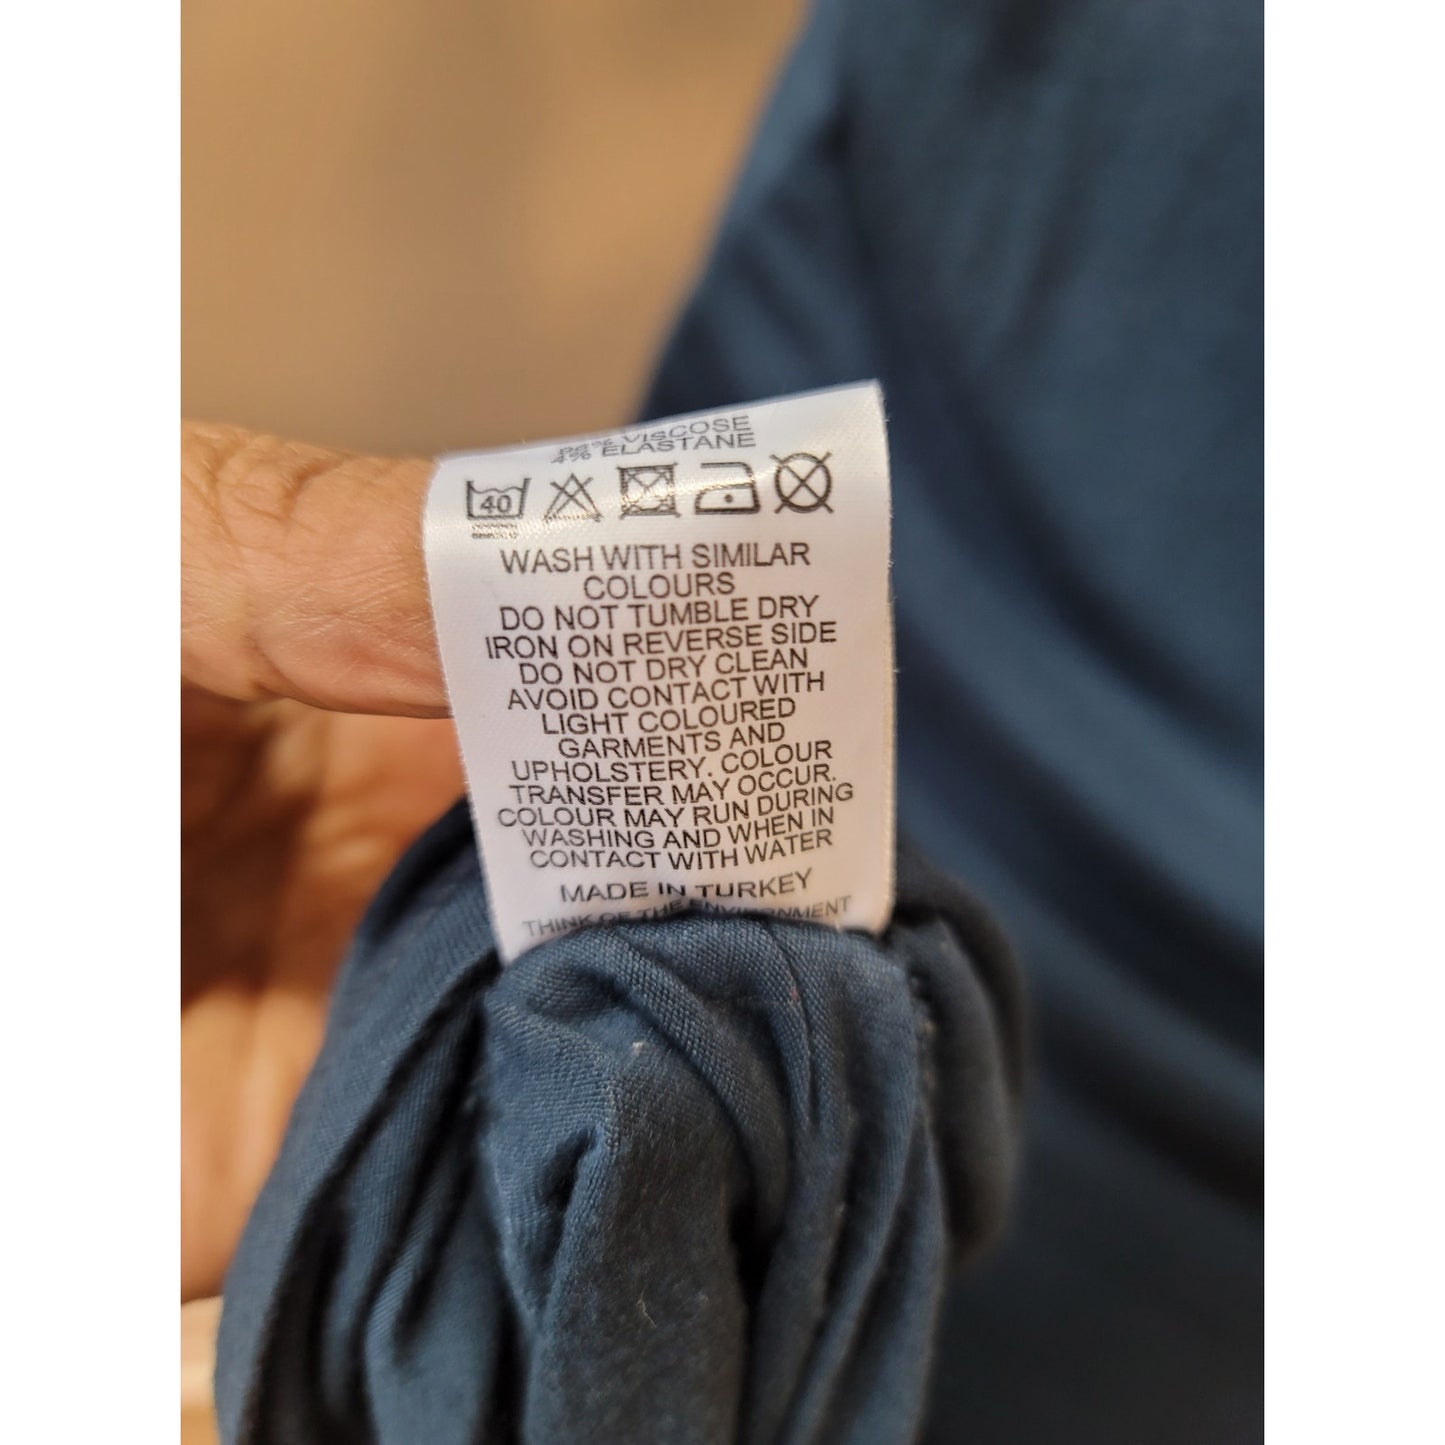 96% VISCOSE
4% ELASTANE
40
WASH WITH SIMILAR
COLOURS
DO NOT TUMBLE DRY
IRON ON REVERSE SIDE
DO NOT DRY CLEAN
AVOID CONTACT WITH
LIGHT COLOURED
GARMENTS AND
UPHOLSTERY. COLOUR
TRANSFER MAY OCCUR.
COLOUR MAY RUN DURING
WASHING AND WHEN IN
CONTACT WITH WATER
MADE IN TURKEY
THINK OF THE ENVIRONMENT